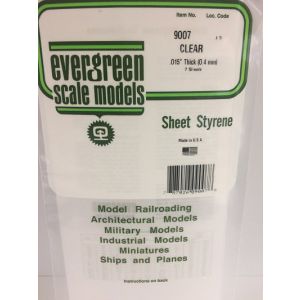 Item No. Loc. Code
9007
CLEAR
.015" Thick (0.4 mm)
evergreen
scale models
Sheet Styrene
Made in U.S.A.
Model Railroading
Architectural Models
Military Models
Industrial Models
Miniatures
Ships and Planes
Instructions on back